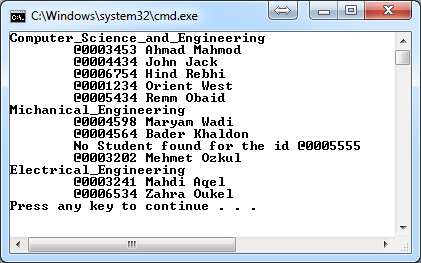 C:\Windows\system32\cmd.exe
Computer_Science_and_Engineering
@0003453 Ahmad Mahmod
@0004434 John Jack
@0006754 Hind Rebhi
@0001234 Orient West
@0005434 Remm Obaid
Michanical_Engineering
@0004598 Maryam Wadi
@0004564 Bader Khaldon
No Student found for the id @0005555
@0003202 Mehmet Ozkul
Electrical_Engineering
@0003241 Mahdi Aqel
@0006534 Zahra Oukel
Press any key to continue . . .